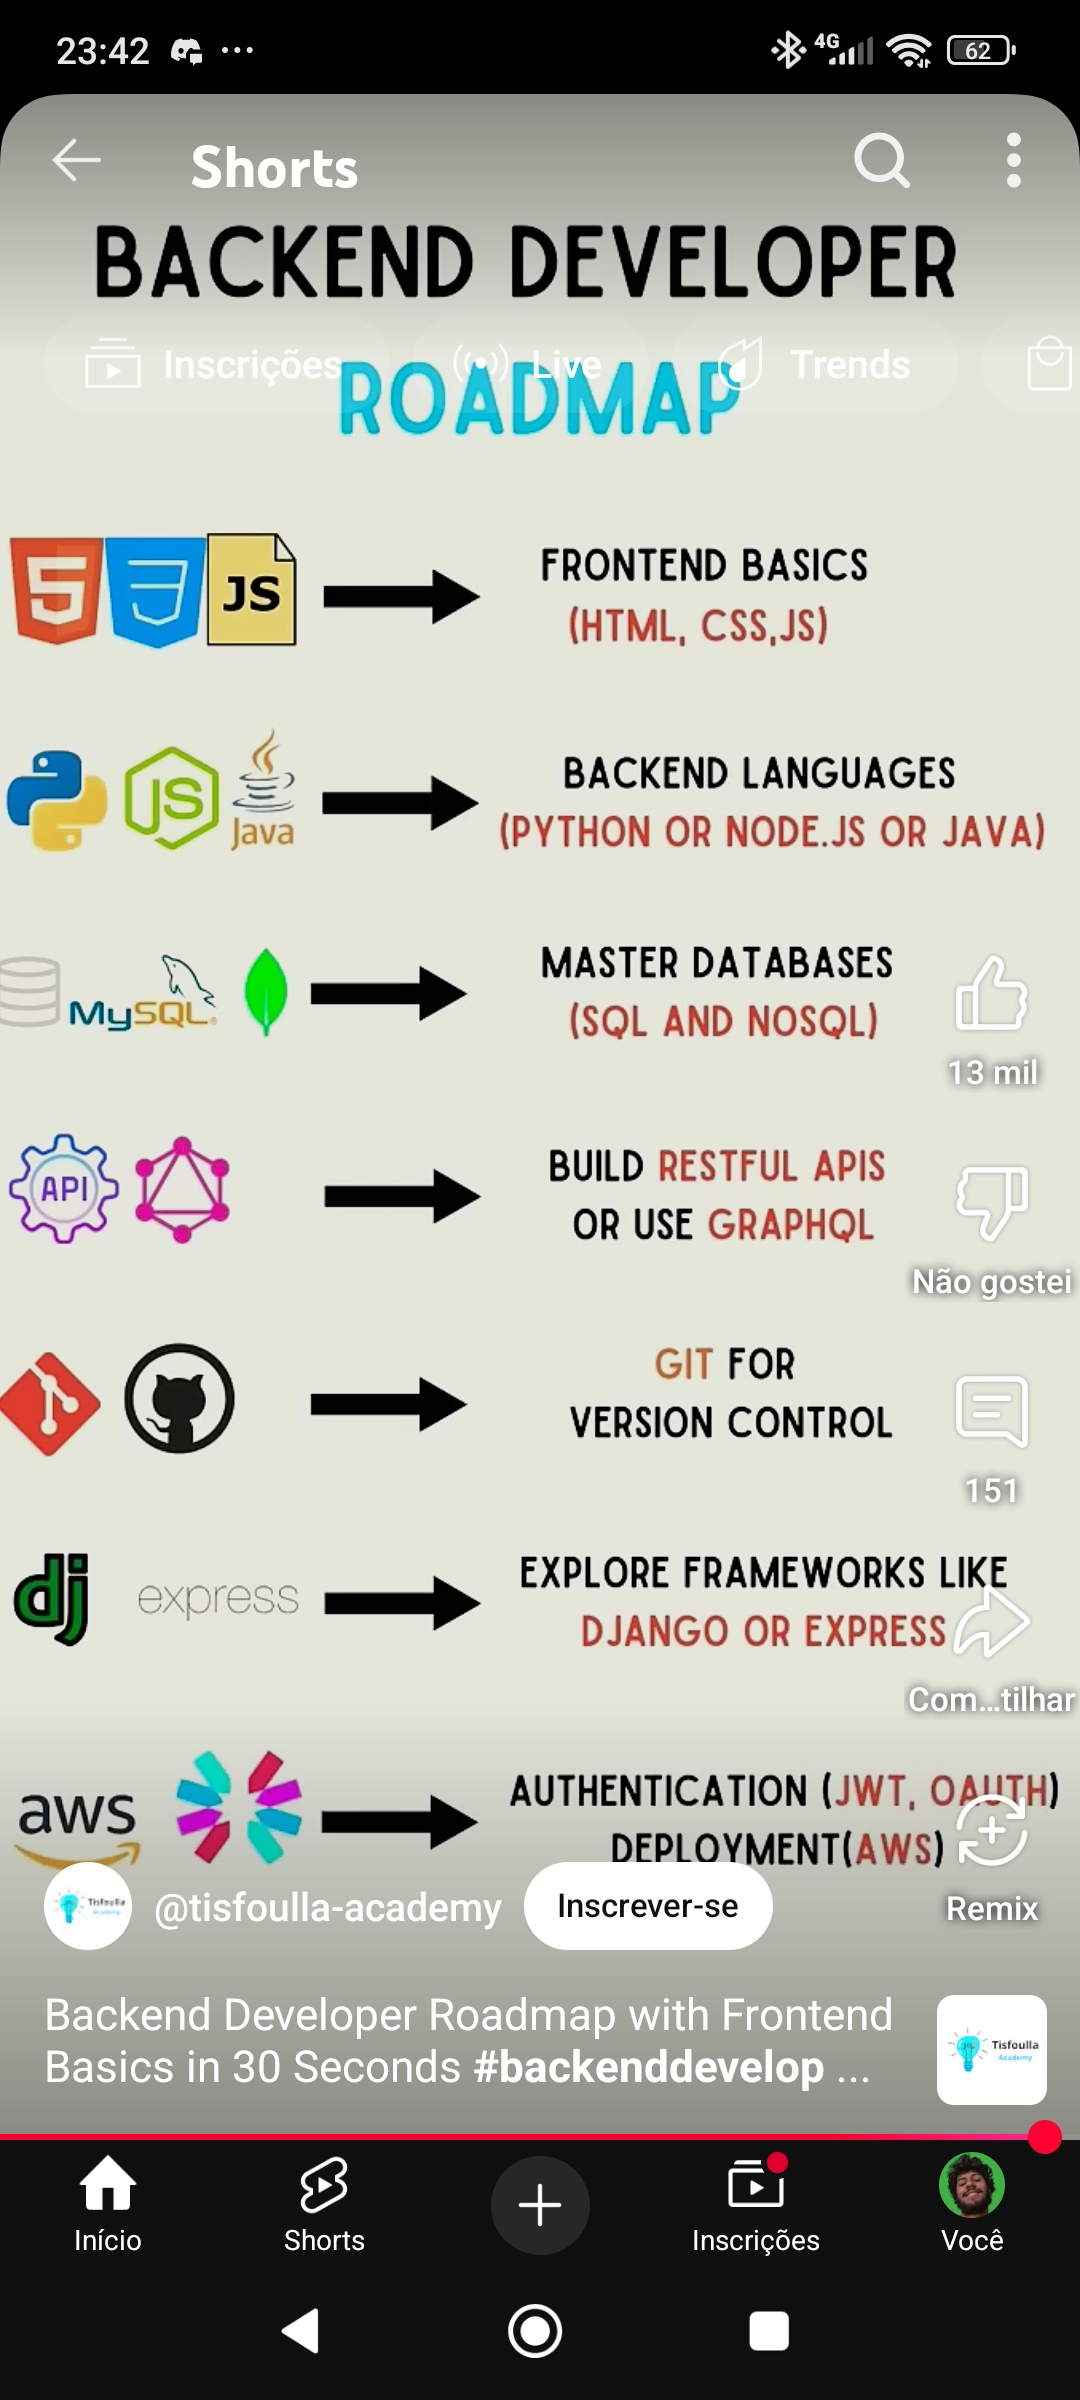 23:42
4G
62
Shorts
BACKEND DEVELOPER
Inscrições
Live
Trends
ROADMAP
JS
FRONTEND BASICS
(HTML, CSS,JS)
JS
Java
BACKEND LANGUAGES
(PYTHON OR NODE.JS OR JAVA)
MySQL
MASTER DATABASES
(SQL AND NOSQL)
13 mil
API
BUILD RESTFUL APIS
OR USE GRAPHQL
Não gostei
GIT FOR
VERSION CONTROL
151
dj
express
EXPLORE FRAMEWORKS LIKE
DJANGO OR EXPRESS
Com...tilhar
aws
AUTHENTICATION (JWT, OAUTH)
DEPLOYMENT(AWS)
Tisfoulla
Academy
@tisfoulla-academy
Inscrever-se
Remix
Backend Developer Roadmap with Frontend
Basics in 30 Seconds #backenddevelop ...
Tisfoulla
Academy
Início
Shorts
Inscrições
Você